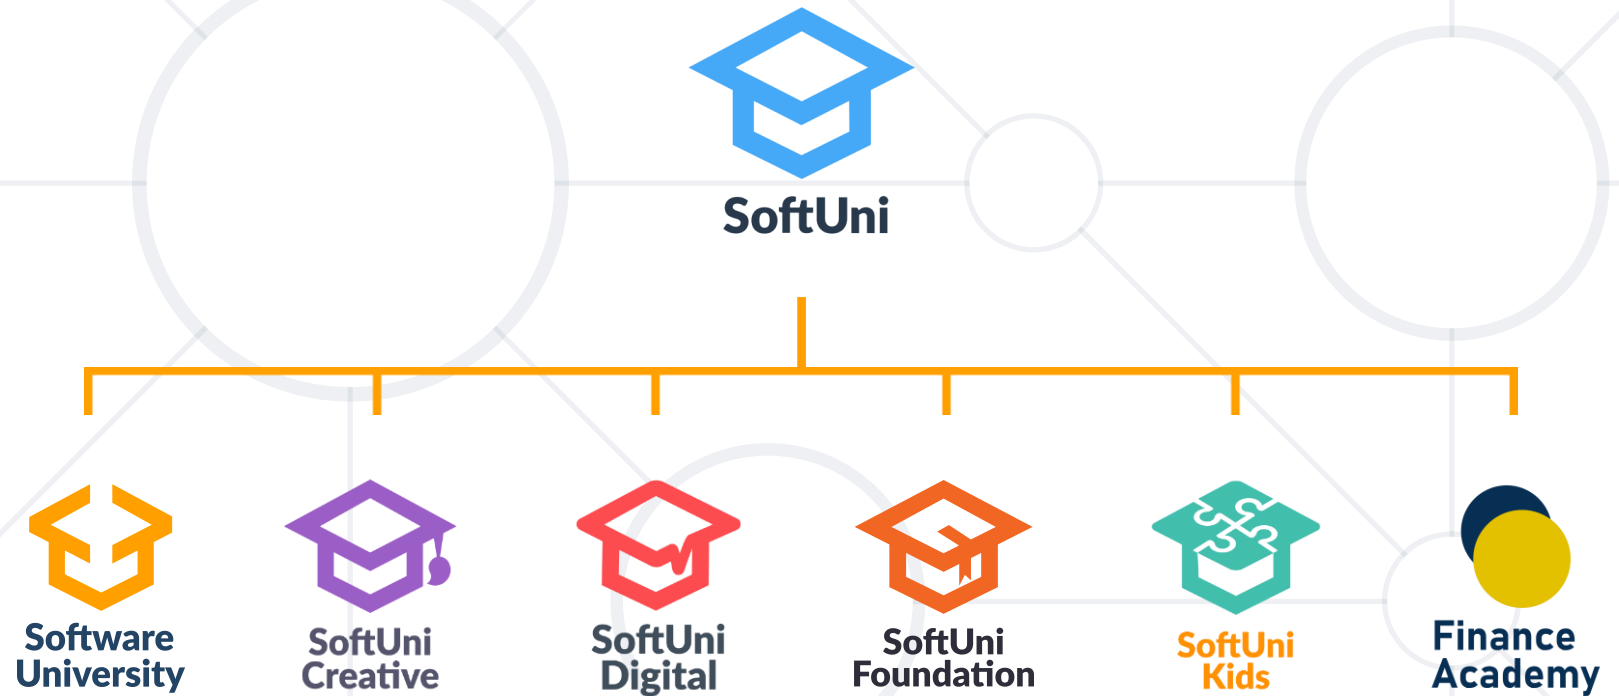 SoftUni
Software
University
SoftUni
Creative
SoftUni
Digital
SoftUni
Foundation
SoftUni
Kids
Finance
Academy